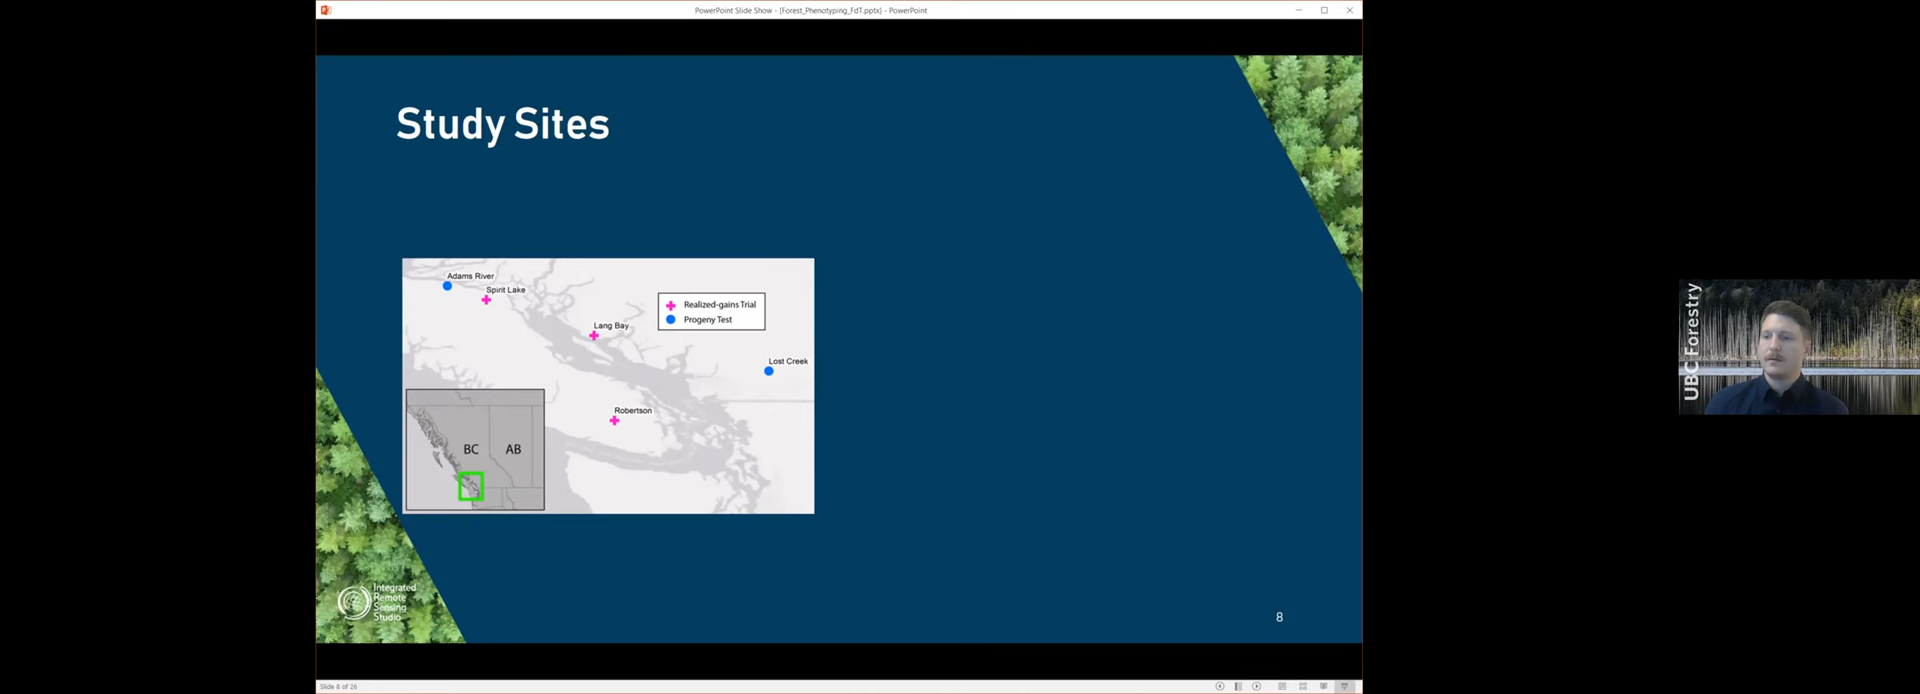 PowerPoint Slide Show - [Forest_Phenotyping_FdT.pptx] - PowerPoint
Study Sites
Adams River
Spirit Lake
Realized-gains Trial
Progeny Test
Lang Bay
Lost Creek
Robertson
BC
AB
Integrated
Remote
Sensing
Studio
8
Slide 8 of 26
UBC Forestry